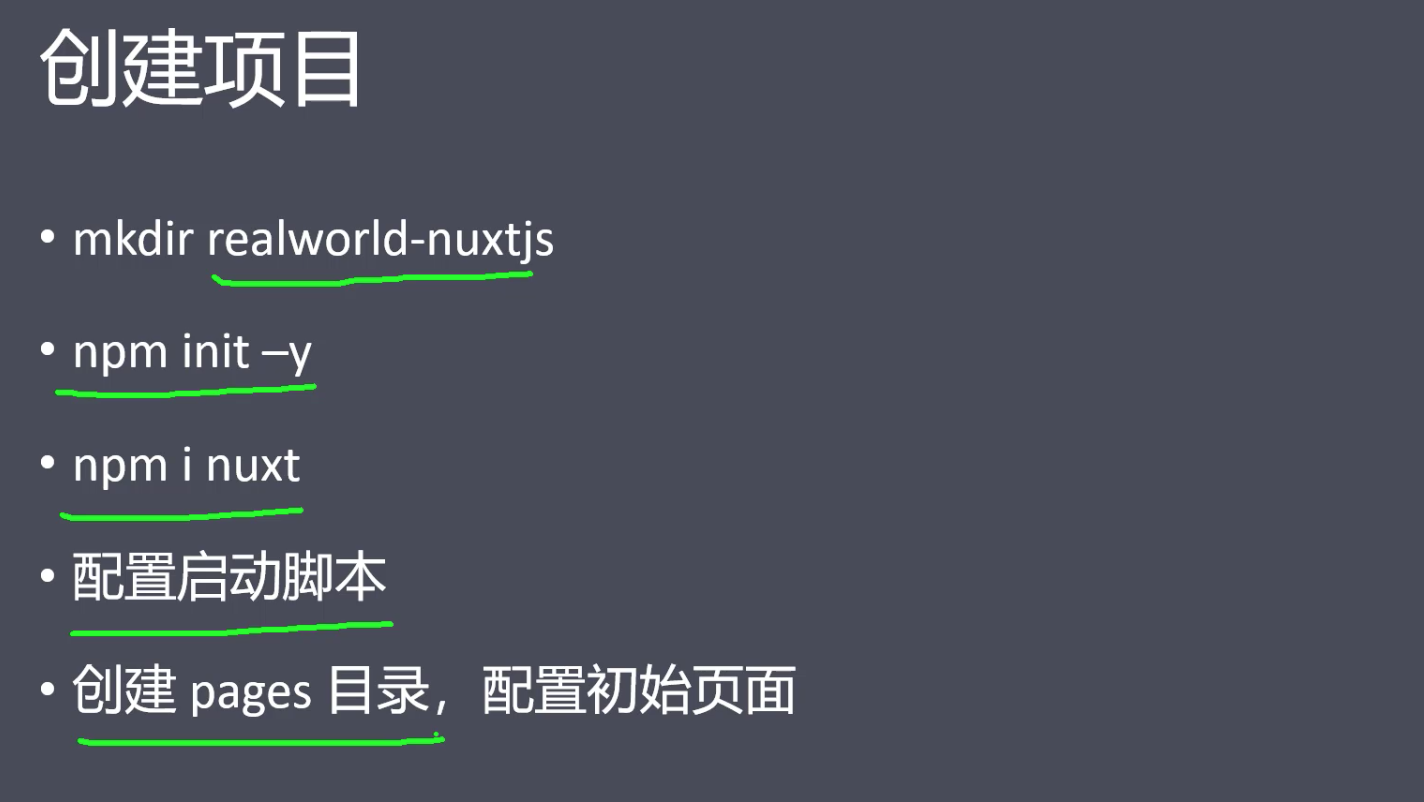 创建项目
• mkdir realworld-nuxtjs
• npm init –y
• npm i nuxt
• 配置启动脚本
• 创建 pages 目录，配置初始页面